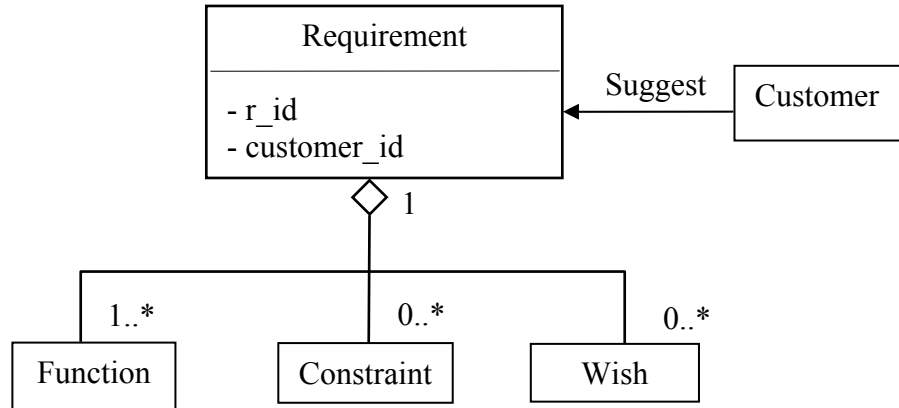 Requirement
- r_id
- customer_id
Suggest
Customer
1
1..*
0..*
0..*
Function
Constraint
Wish